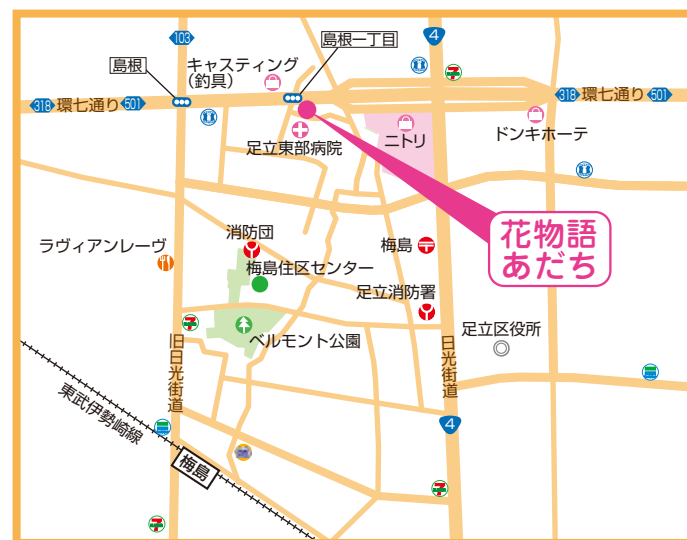 103
島根一丁目
4
島根
キャスティング
(釣具)
7
318 環七通り 501
318 環七通り 501
足立東部病院
ニトリ
ドンキホーテ
花物語
あだち
消防団
梅島
ラヴィアンレーヴ
梅島住区センター
足立消防署
7
足立区役所
ベルモント公園
旧日光街道
日光街道
東武伊勢崎線
4
梅島
7
7